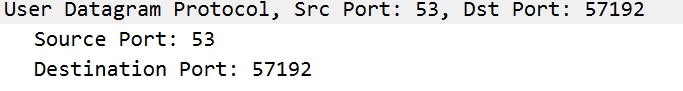 User Datagram Protocol, Src Port: 53, Dst Port: 57192
Source Port: 53
Destination Port: 57192